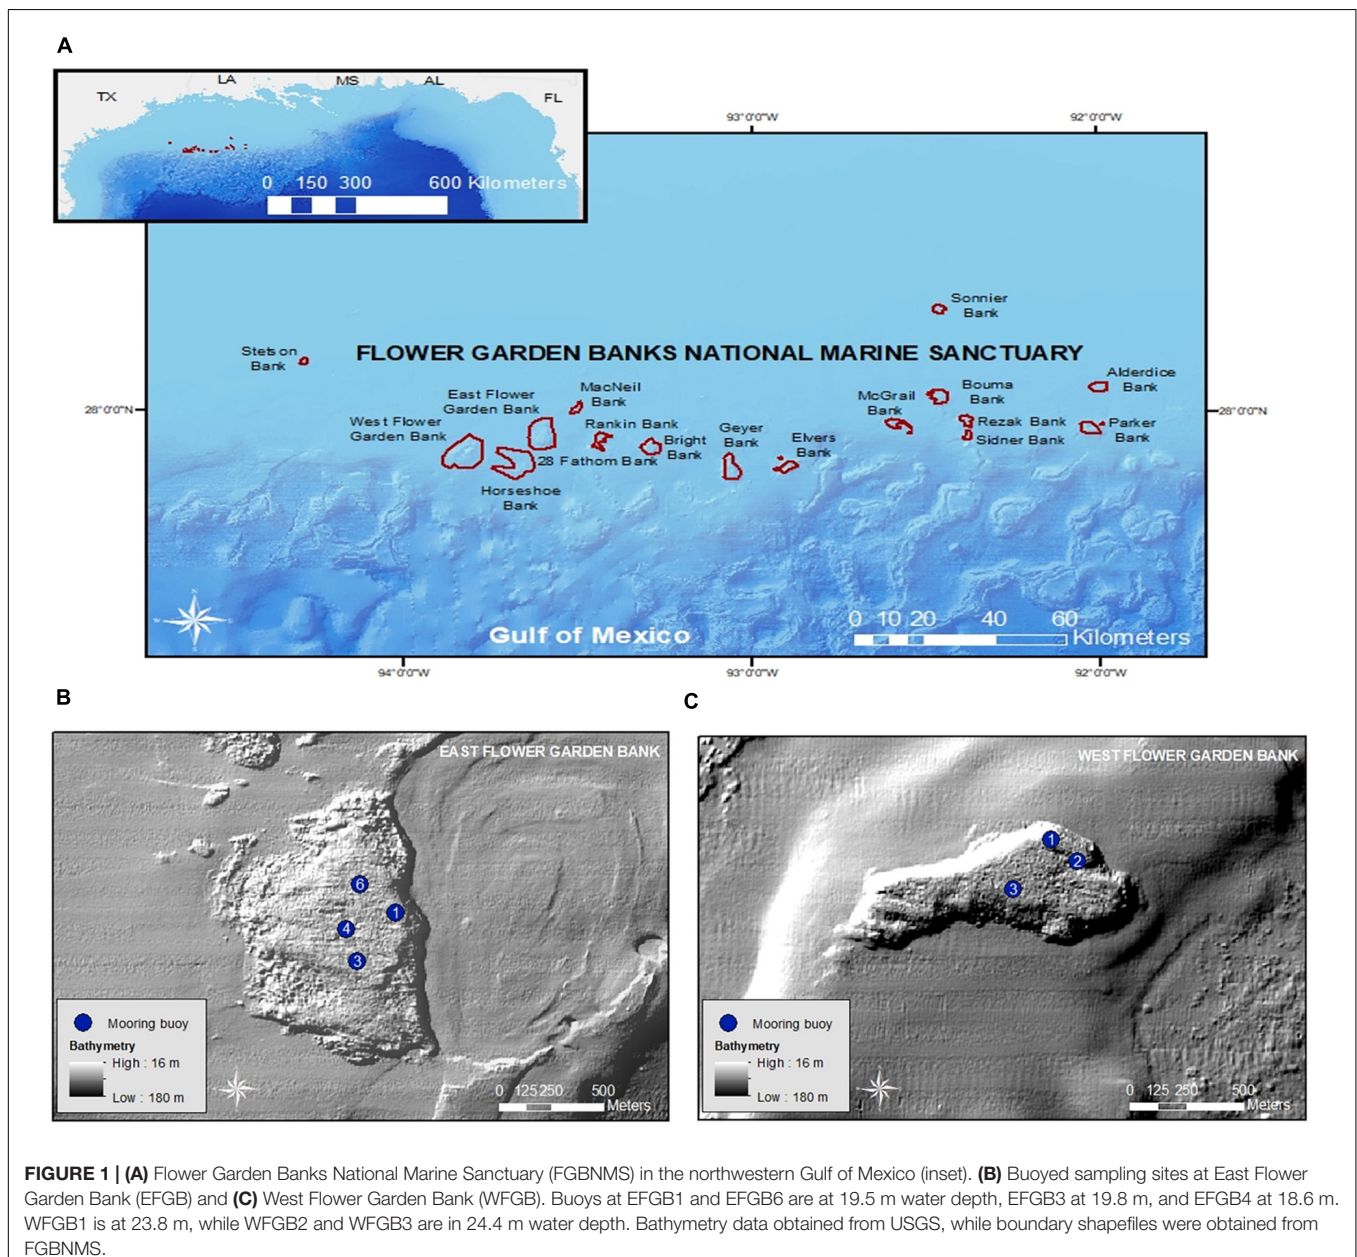 A
TX
LA
MS
AL
FL
0 150 300 600 Kilometers
93°0'0"W
92°0'0"W
Sonnier
Bank
Stetson
Bank
FLOWER GARDEN BANKS NATIONAL MARINE SANCTUARY
East Flower
Garden Bank
MacNeil
Bank
West Flower
Garden Bank
Rankin Bank
28 Fathom Bank
Bright
Bank
Horseshoe
Bank
Geyer
Bank
Elvers
Bank
McGrail
Bank
Bouma
Bank
Rezak Bank
Sidner Bank
Alderdice
Bank
Parker
Bank
28°0'0"N
28°0'0"N
N
Gulf of Mexico
0 10 20 40 60
Kilometers
94°0'0"W
93°0'0"W
92°0'0"W
B
EAST FLOWER GARDEN BANK
6
1
4
3
Mooring buoy
Bathymetry
High : 16 m
Low : 180 m
0 125 250 500
Meters
C
WEST FLOWER GARDEN BANK
1
2
3
Mooring buoy
Bathymetry
High : 16 m
Low : 180 m
0 125 250 500
Meters
FIGURE 1 | (A) Flower Garden Banks National Marine Sanctuary (FGBNMS) in the northwestern Gulf of Mexico (inset). (B) Buoyed sampling sites at East Flower
Garden Bank (EFGB) and (C) West Flower Garden Bank (WFGB). Buoys at EFGB1 and EFGB6 are at 19.5 m water depth, EFGB3 at 19.8 m, and EFGB4 at 18.6 m.
WFGB1 is at 23.8 m, while WFGB2 and WFGB3 are in 24.4 m water depth. Bathymetry data obtained from USGS, while boundary shapefiles were obtained from
FGBNMS.